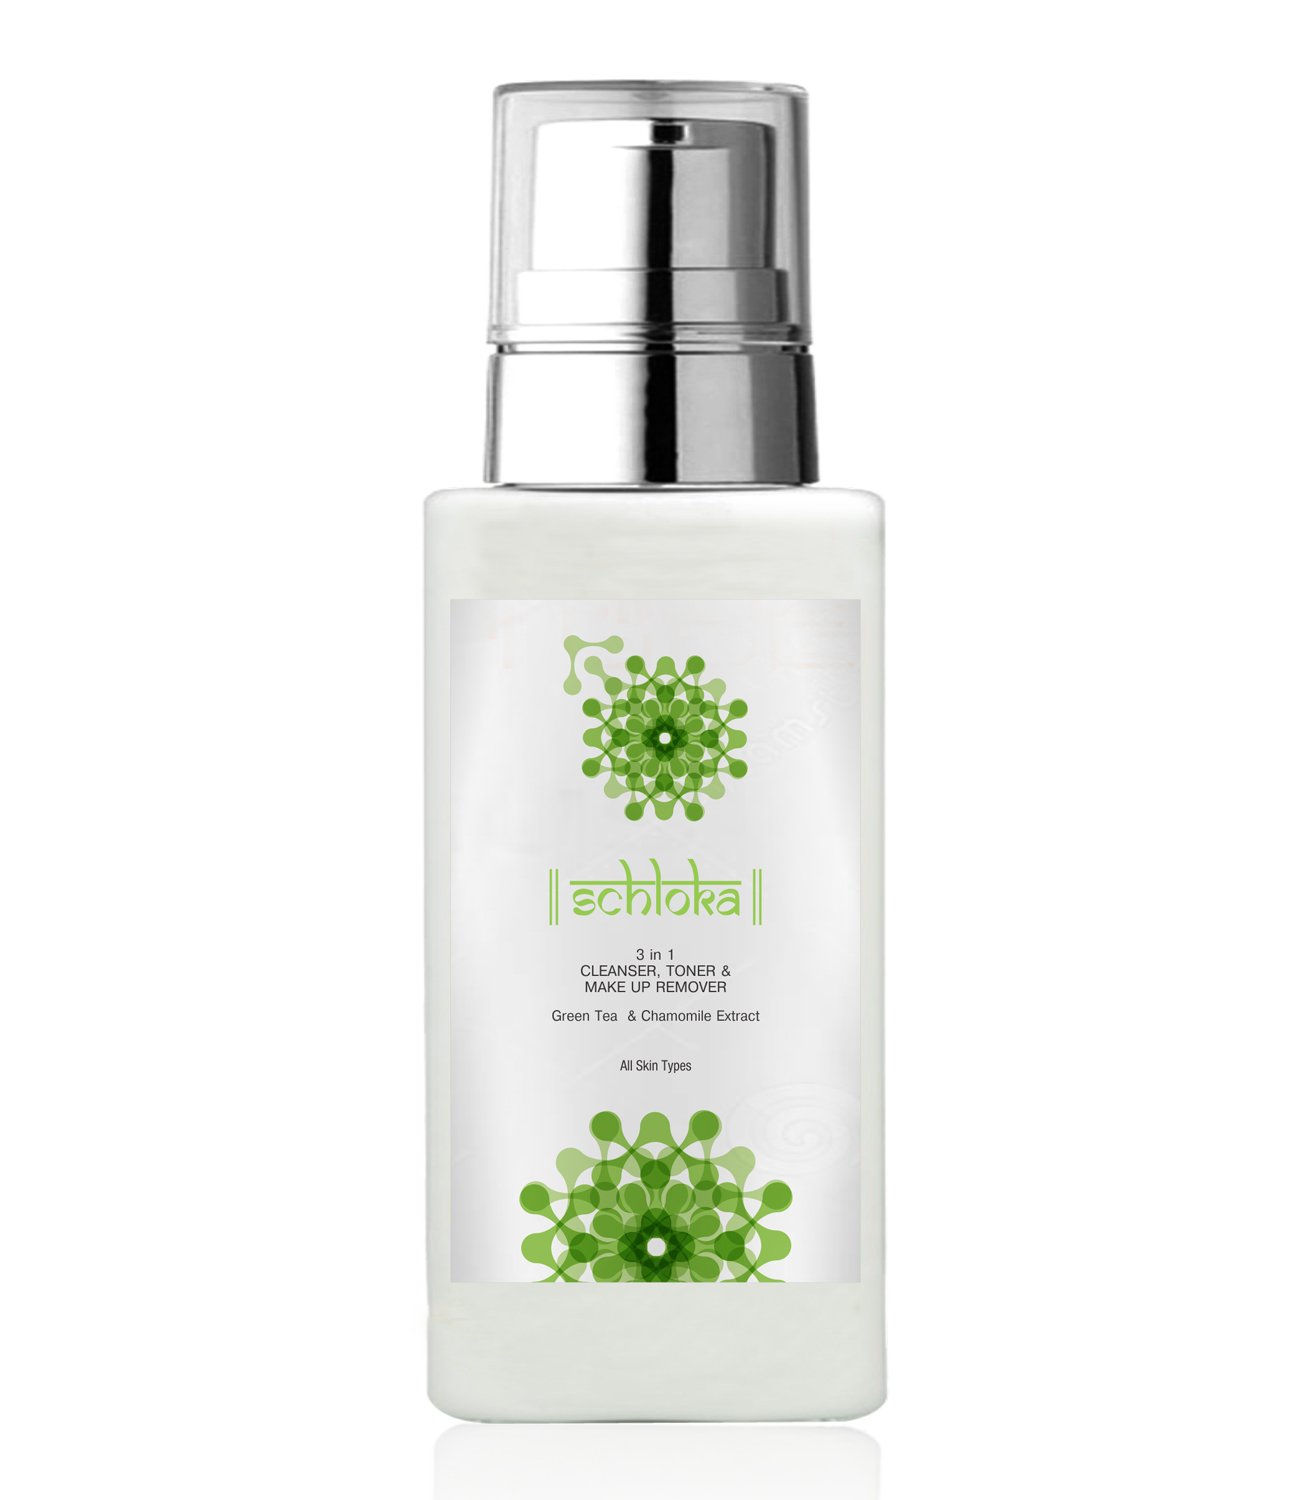 schloka
3 in 1
CLEANSER, TONER &
MAKE UP REMOVER
Green Tea & Chamomile Extract
All Skin Types